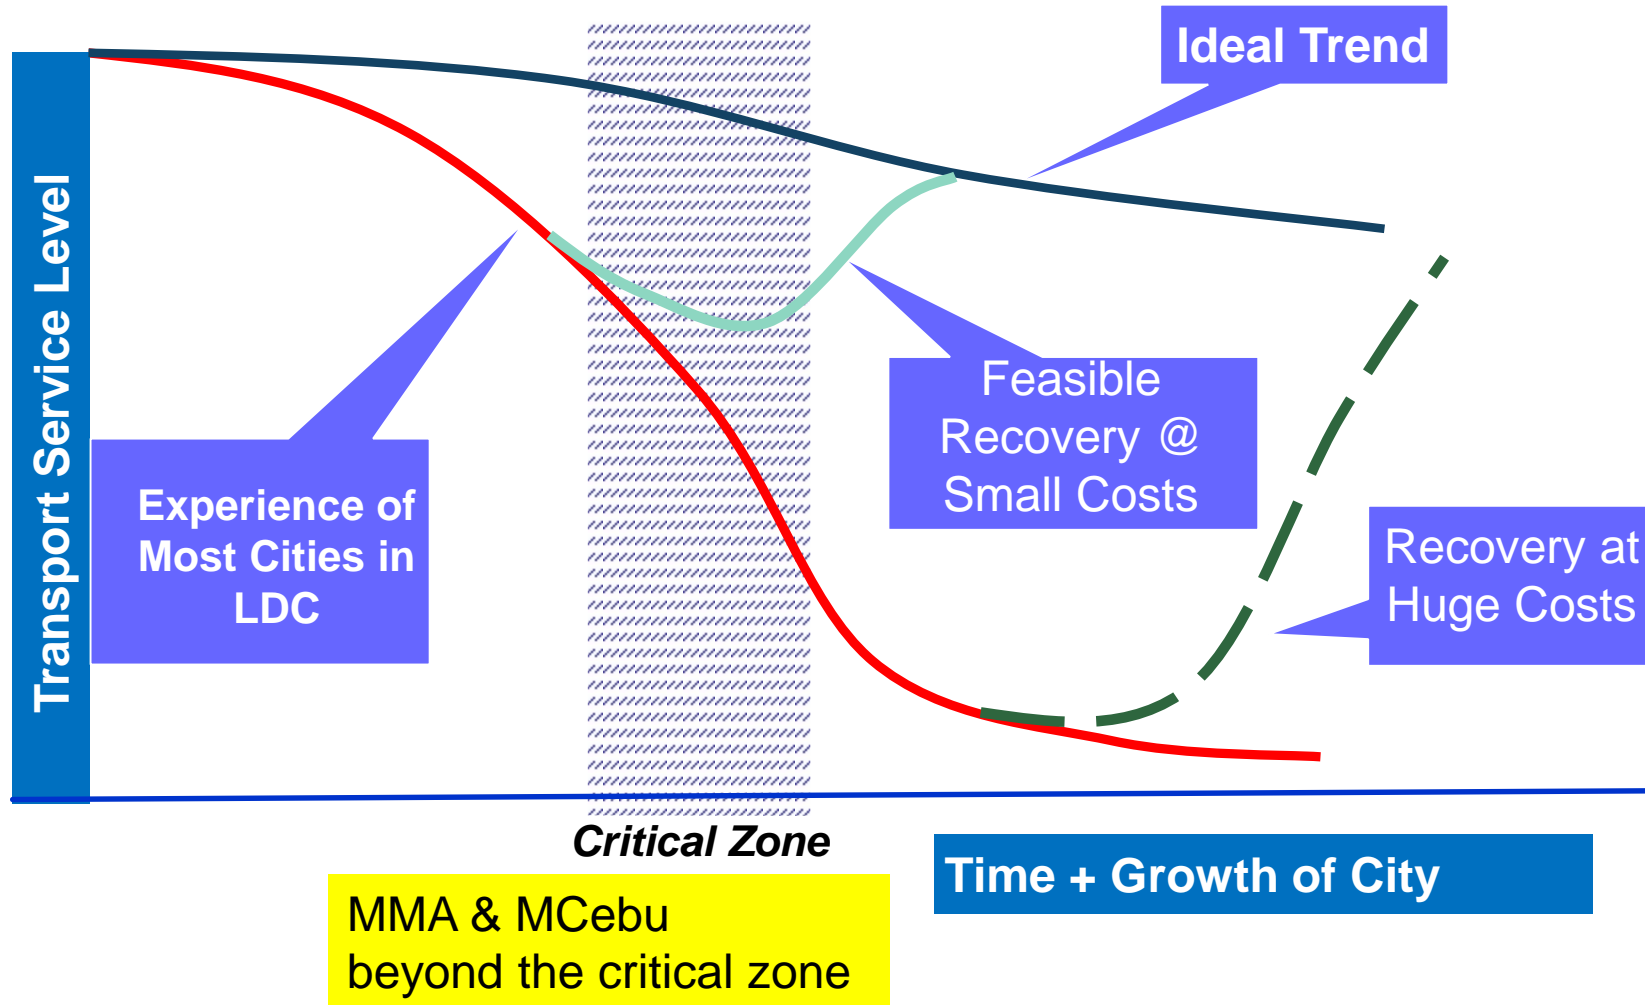 Ideal Trend
Transport Service Level
Feasible
Recovery @
Small Costs
Experience of
Most Cities in
LDC
Recovery at
Huge Costs
Critical Zone
Time + Growth of City
MMA & MCebu
beyond the critical zone